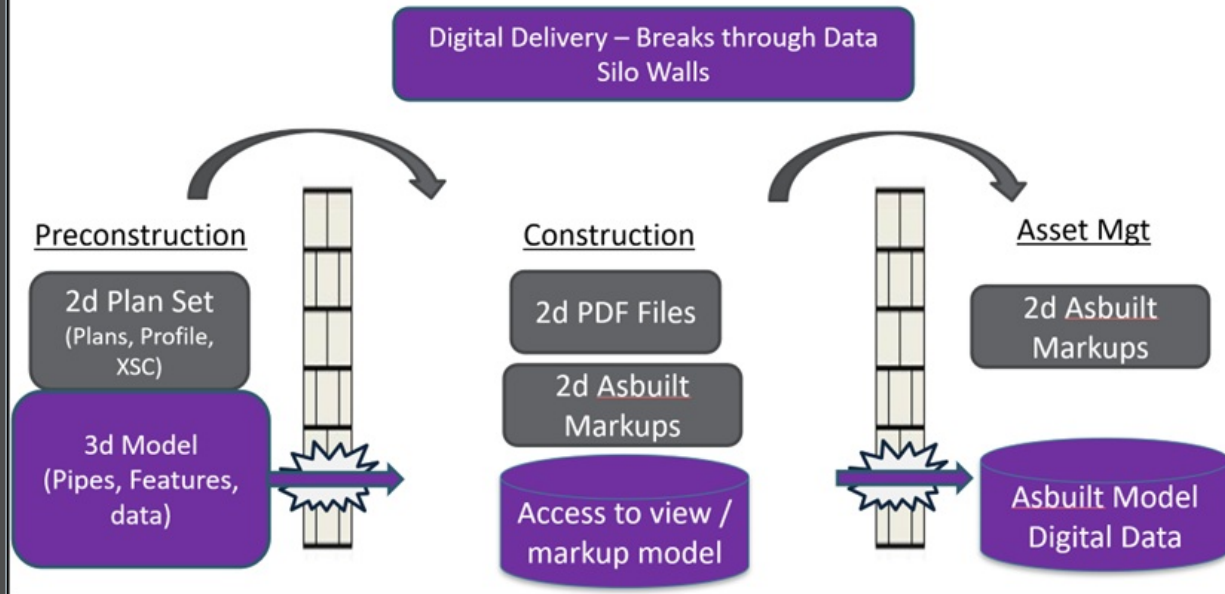 Digital Delivery – Breaks through Data
Silo Walls
Preconstruction
2d Plan Set
(Plans, Profile,
XSC)
3d Model
(Pipes, Features,
data)
Construction
2d PDF Files
2d Asbuilt
Markups
Access to view /
markup model
Asset Mgt
2d Asbuilt
Markups
Asbuilt Model
Digital Data